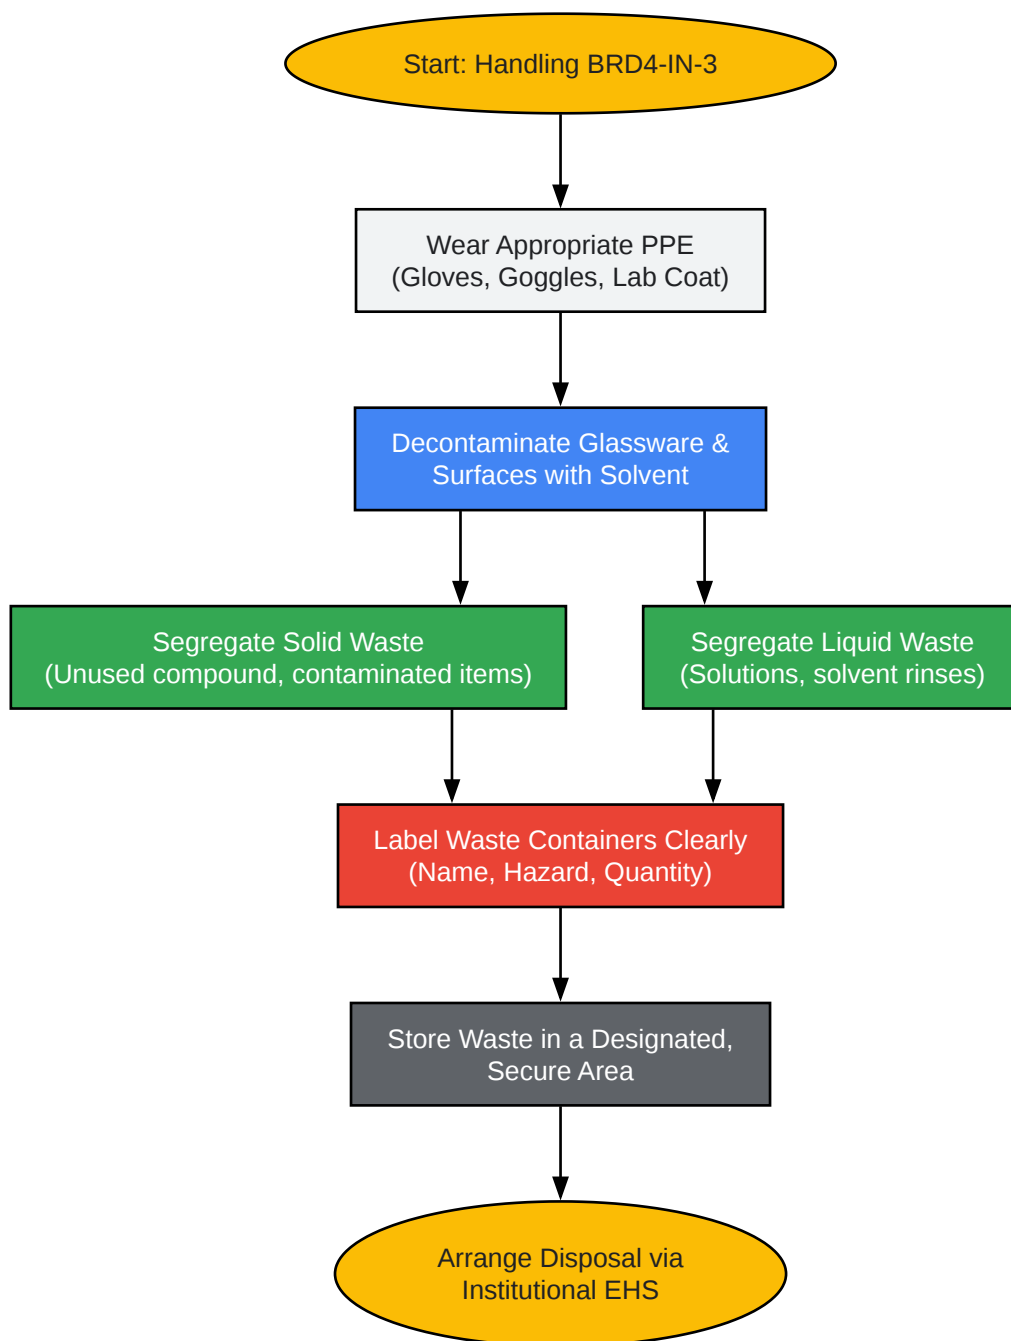 Start: Handling BRD4-IN-3
Wear Appropriate PPE
(Gloves, Goggles, Lab Coat)
Decontaminate Glassware &
Surfaces with Solvent
Segregate Solid Waste
(Unused compound, contaminated items)
Segregate Liquid Waste
(Solutions, solvent rinses)
Label Waste Containers Clearly
(Name, Hazard, Quantity)
Store Waste in a Designated,
Secure Area
Arrange Disposal via
Institutional EHS